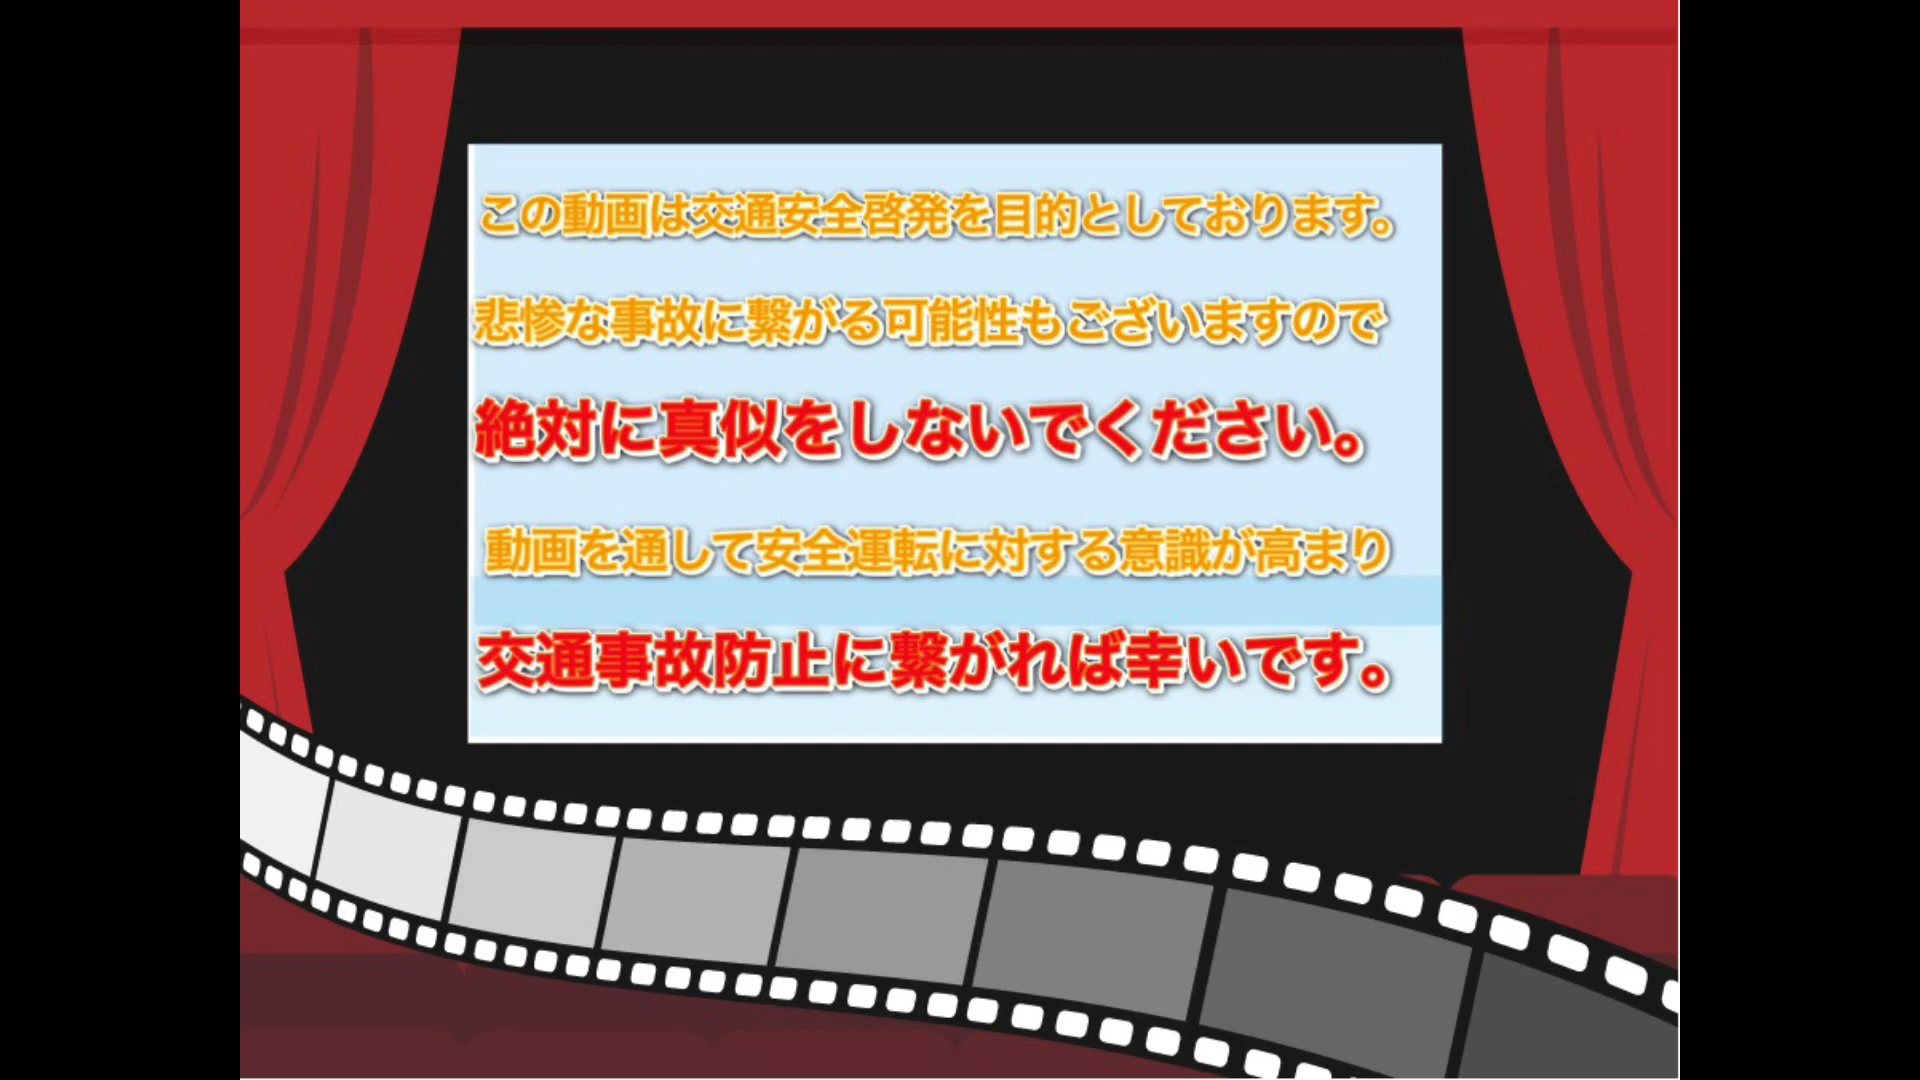 この動画は交通安全啓発を目的としております。
悲惨な事故に繋がる可能性もございますので
絶対に真似をしないでください。
動画を通して安全運転に対する意識が高まり
交通事故防止に繋がれば幸いです。